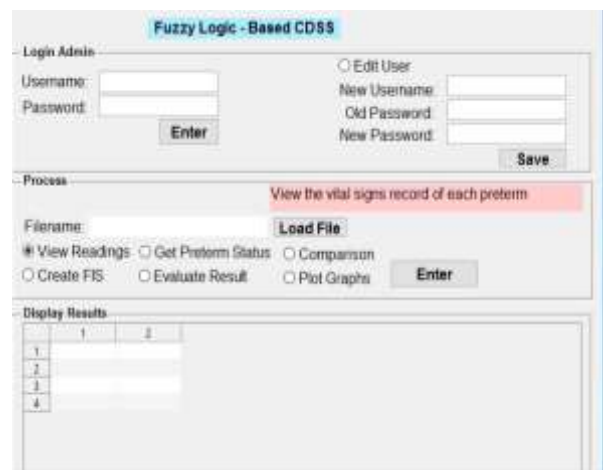 Fuzzy Logic - Based CDSS
Login Admin
Username:
Password:
Enter
Edit User
New Username:
Old Password:
New Password:
Save
Process
View the vital signs record of each preterm
Filename:
Load File
View Readings
Get Preterm Status
Comparison
Create FIS
Evaluate Result
Plot Graphs
Enter
Display Results
1 2
1
2
3
4